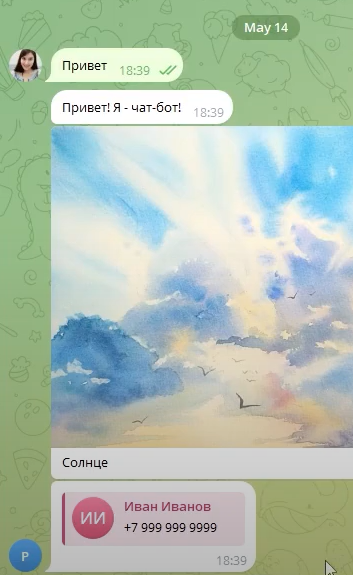 May 14
Привет 18:39
Привет! Я - чат-бот! 18:39
Солнце
Иван Иванов
ИИ
+7 999 999 9999
18:39
P